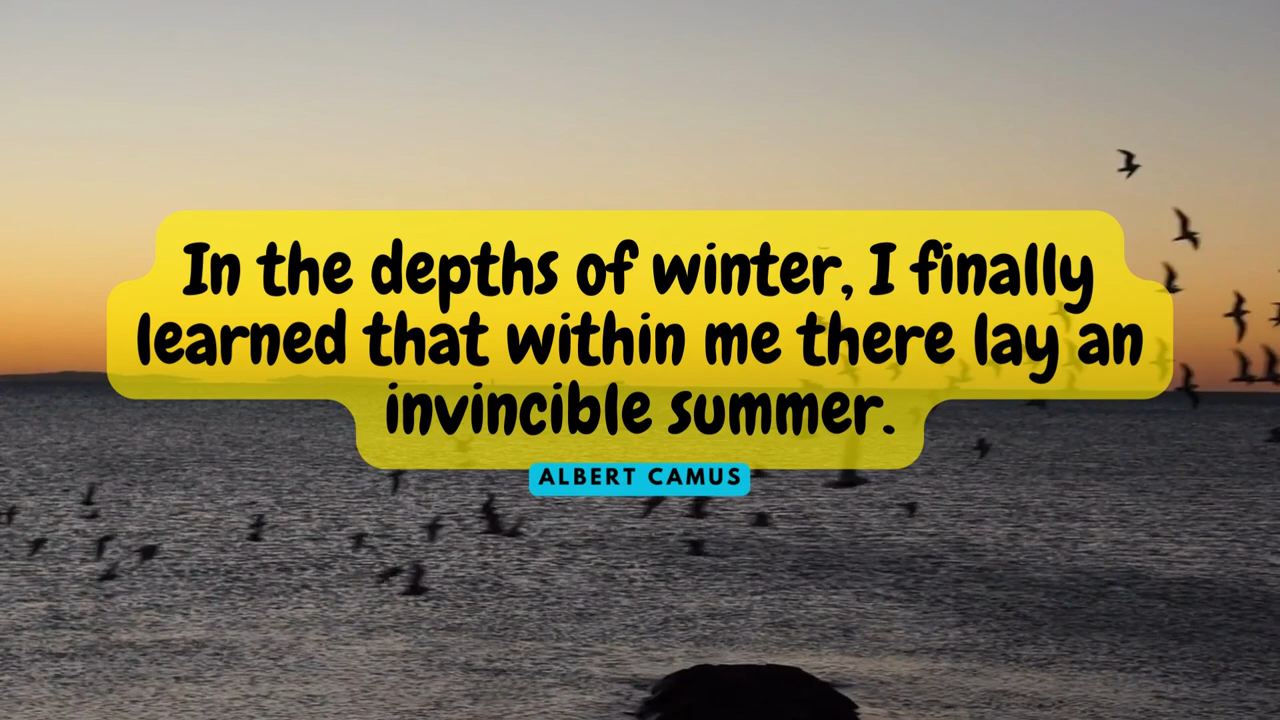 In the depths of winter, I finally
learned that within me there lay an
invincible summer.
ALBERT CAMUS